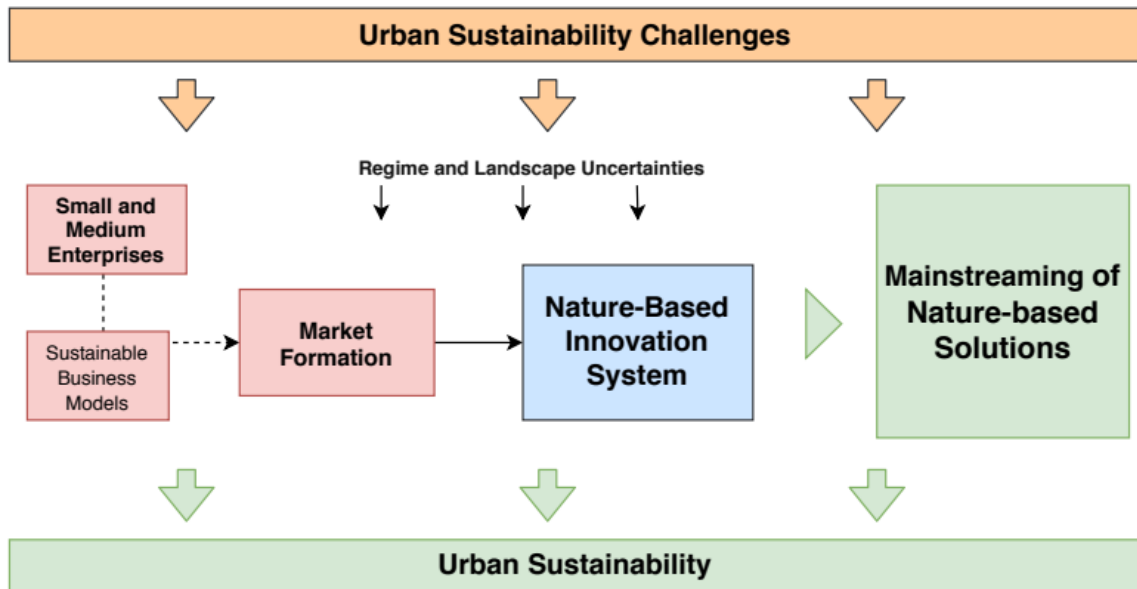 Urban Sustainability Challenges
Regime and Landscape Uncertainties
Small and
Medium
Enterprises
Sustainable
Business
Models
Market
Formation
Nature-Based
Innovation
System
Mainstreaming of
Nature-based
Solutions
Urban Sustainability